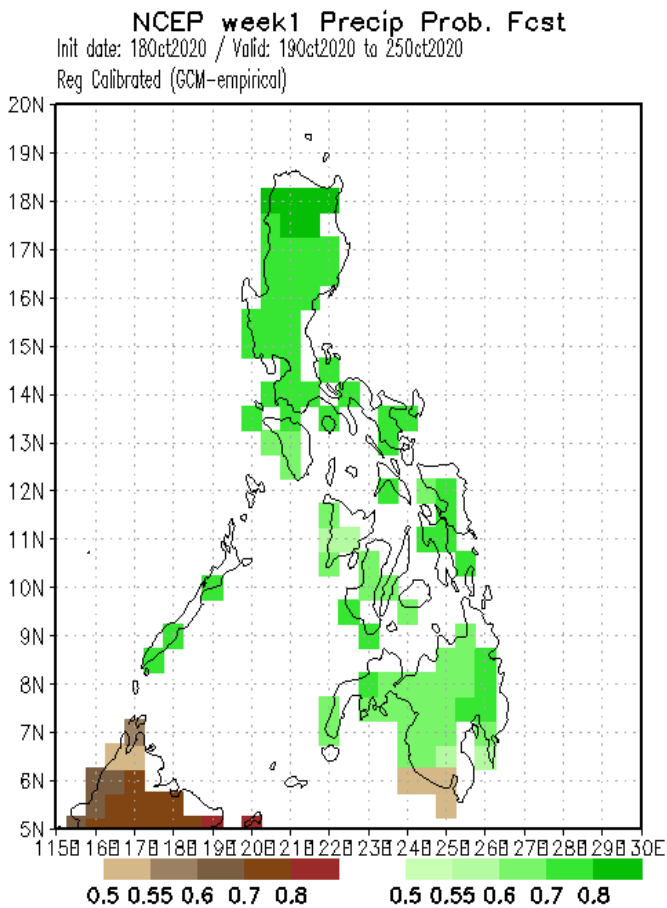 NCEP week1 Precip Prob. Fcst
Init date: 18Oct2020 / Valid: 19Oct2020 to 25Oct2020
Reg Calibrated (GCM-empirical)
20N
19N
18N
17N
16N
15N
14N
13N
12N
11N
10N
9N
8N
7N
6N
5N
115E 116E 117E 118E 119E 120E 121E 122E 123E 124E 125E 126E 127E 128E 129E 130E
0.5 0.55 0.6 0.7 0.8 0.5 0.55 0.6 0.7 0.8